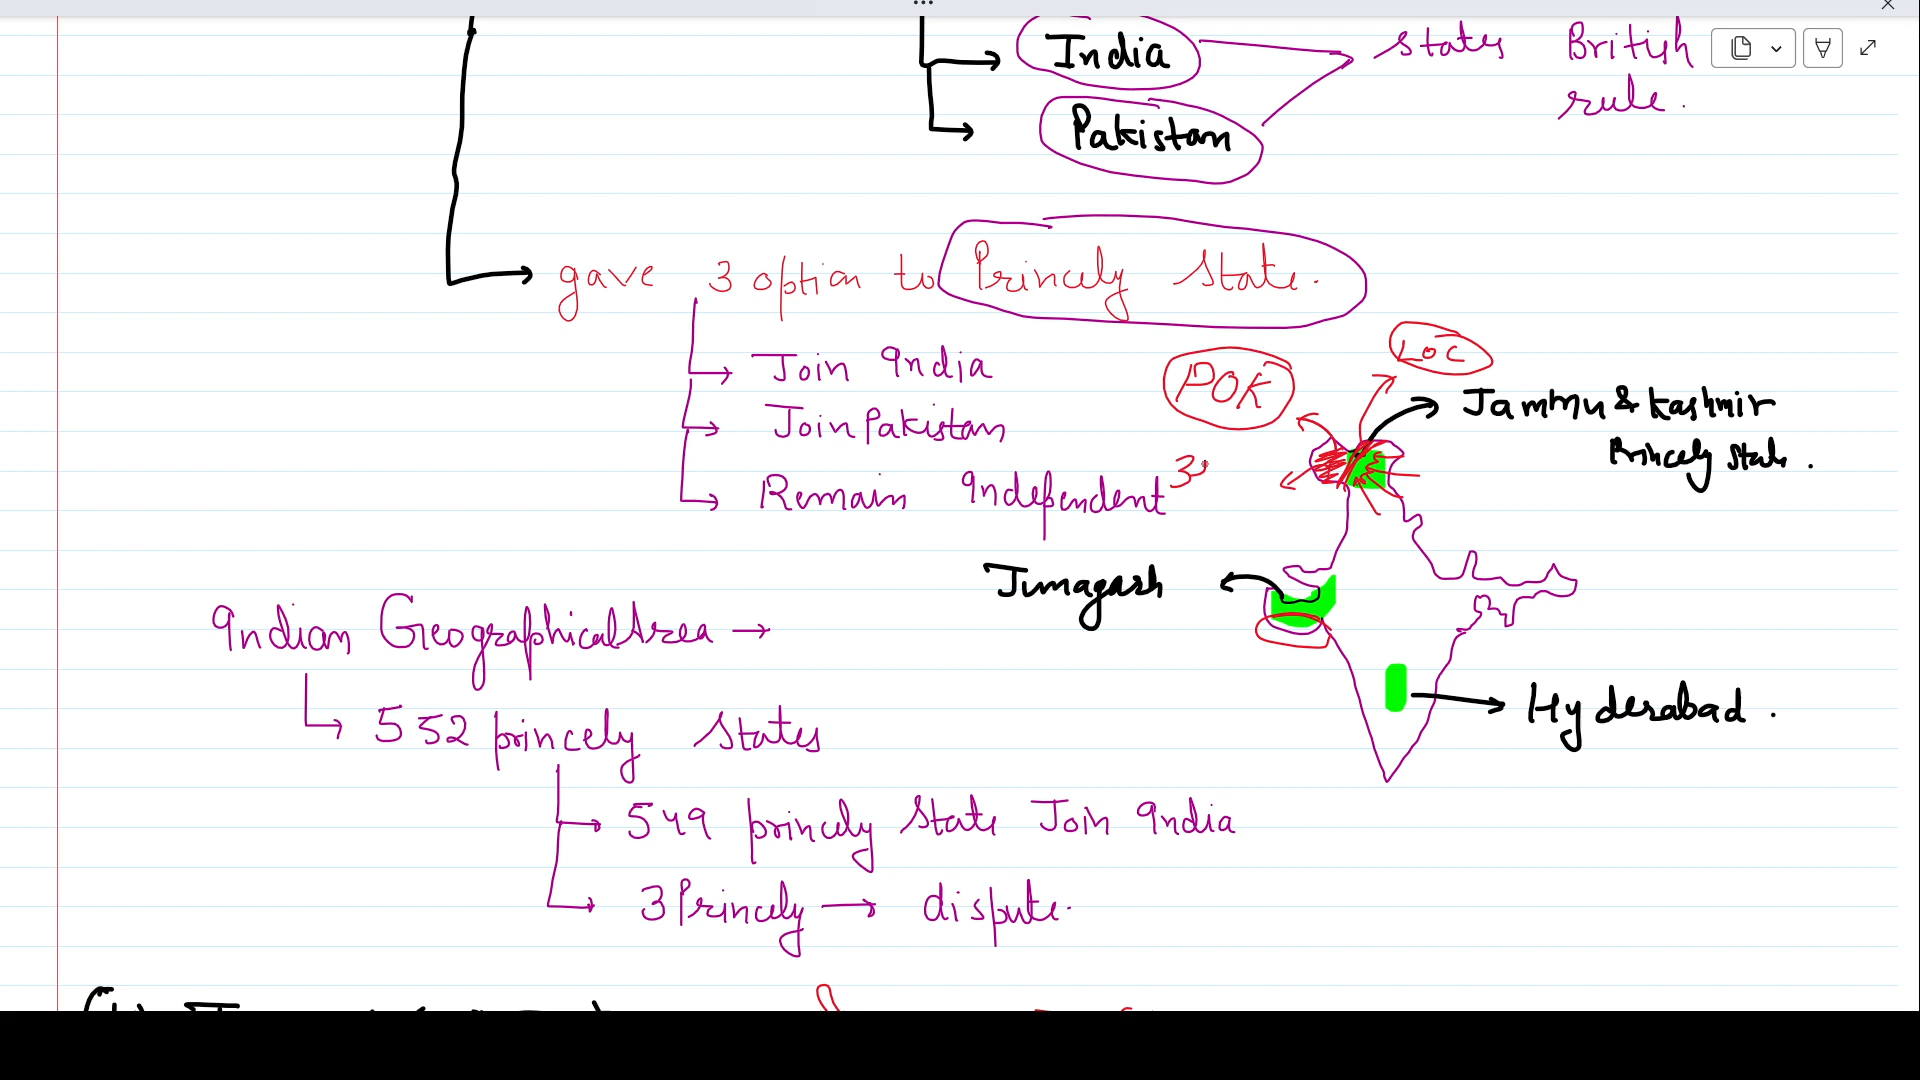 India
states British
rule.
Pakistan
gave 3 option to Princely State.
LOC
Join India
POK
Jammu & Kashmir
Princely State.
Join Pakistan
Remain Independent
Junagarh
Indian Geographical Area →
552 princely states
Hyderabad.
549 princely State Join India
3 Princely → dispute.